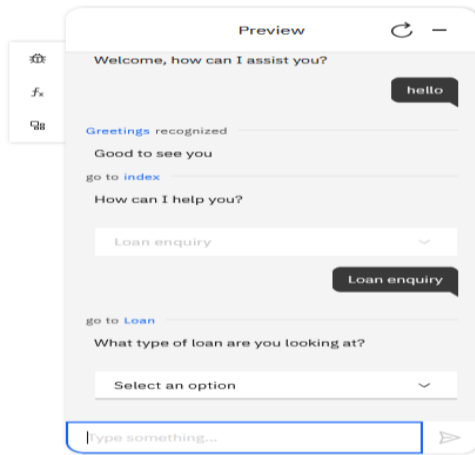 Preview
Welcome, how can I assist you?
hello
Greetings recognized
Good to see you
go to index
How can I help you?
Loan enquiry
Loan enquiry
go to Loan
What type of loan are you looking at?
Select an option
Type something...